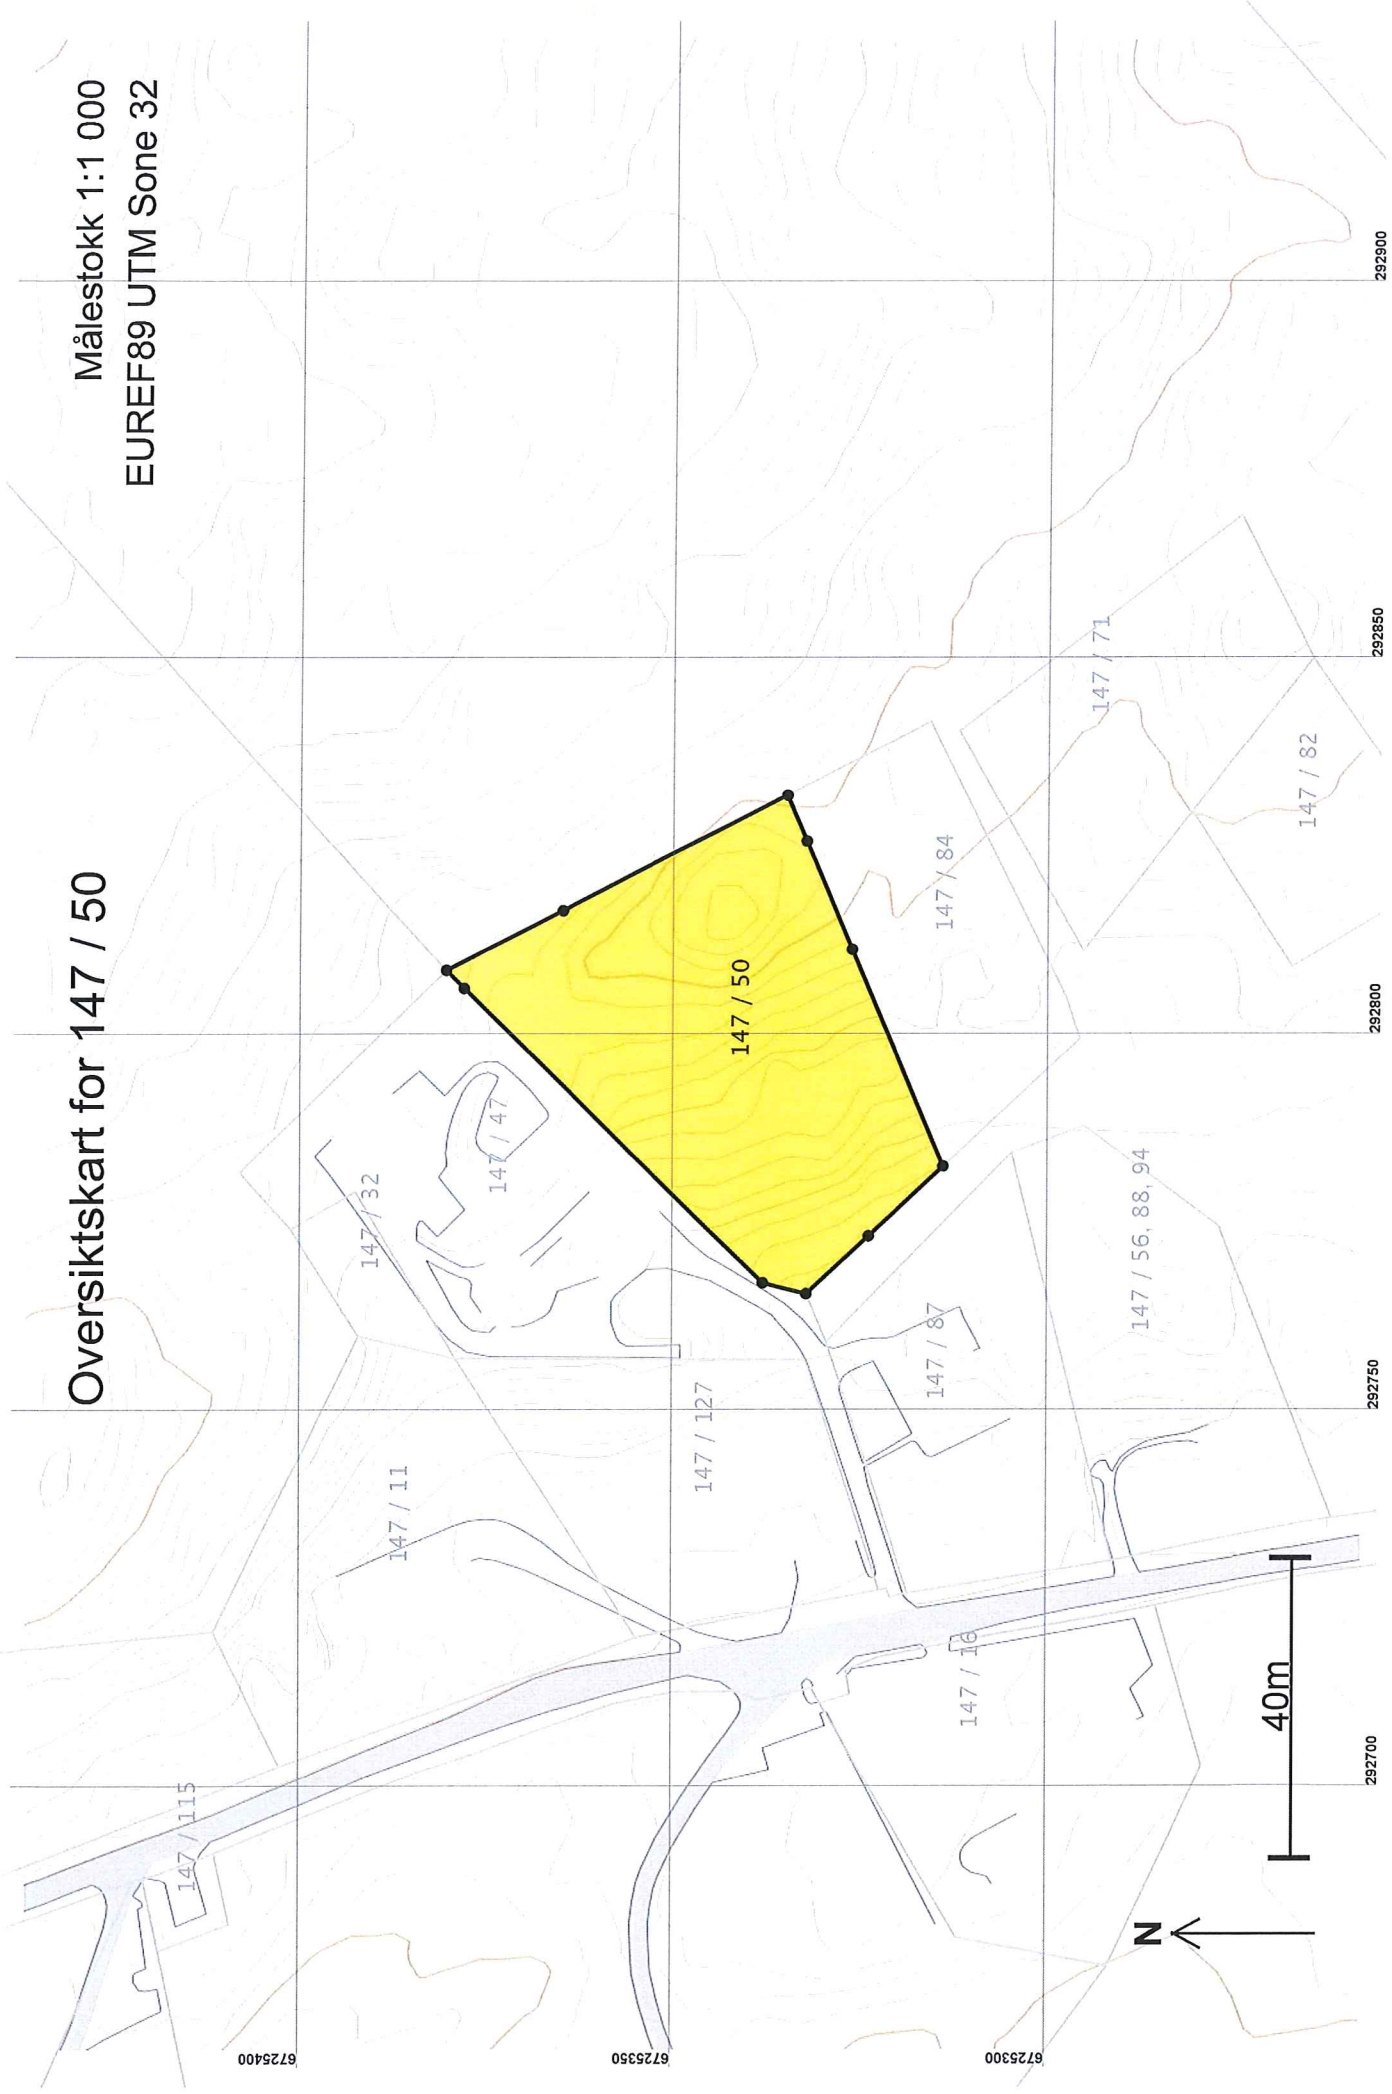 Oversiktskart for 147 / 50
Målestokk 1:1 000
EUREF89 UTM Sone 32
147 / 115
147 / 11
147 / 32
147 / 47
147 / 127
147 / 50
147 / 87
147 / 84
147 / 71
147 / 82
147 / 56, 88, 94
147 / 16
6725400
6725350
6725300
292700
292750
292800
292850
292900
N
40m